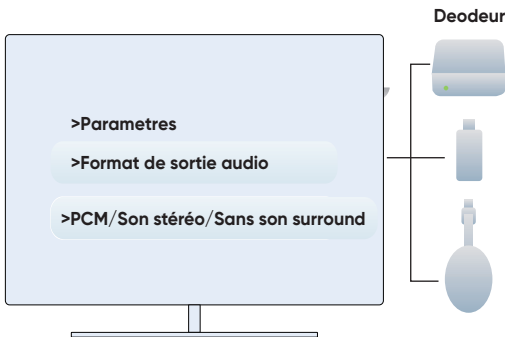 Deodeur
>Parametres
>Format de sortie audio
>PCM/Son stéréo/Sans son surround